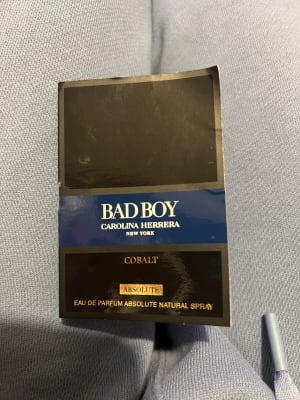 BAD BOY
CAROLINA HERRERA
NEW YORK
COBALT
ABSOLUTE
EAU DE PARFUM ABSOLUTE NATURAL SPRAY